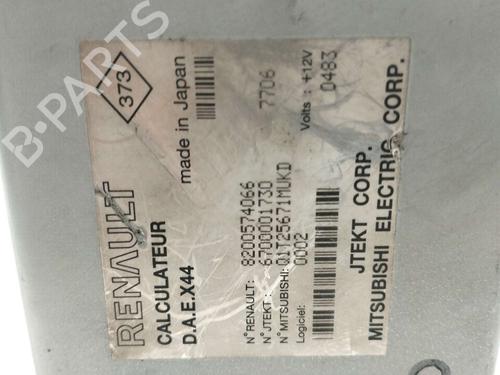 RENAULT
373
CALCULATEUR
made in Japan
D.A.E.X44
N°RENAULT: 8200574066
7706
N°JTEKT : 6700001730
N°MITSUBISHI: Q1T25671MUKD
Volts : +12V
Logiciel: 0002
0483
JTEKT CORP.
MITSUBISHI ELECTRIC CORP.
B-PARTS